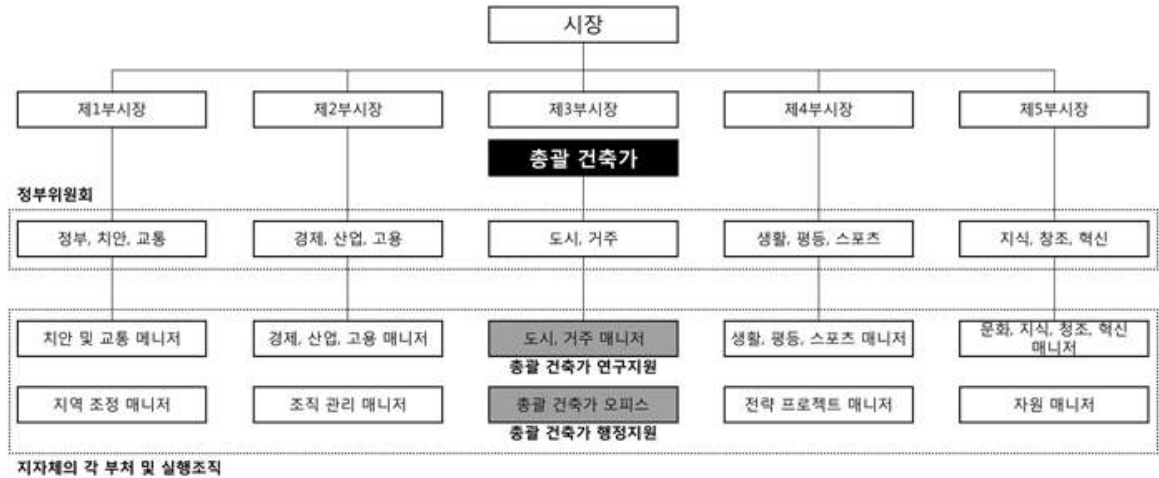 시장
제1부시장
제2부시장
제3부시장
제4부시장
제5부시장
총괄 건축가
정부위원회
정부, 치안, 교통
경제, 산업, 고용
도시, 거주
생활, 평등, 스포츠
지식, 창조, 혁신
치안 및 교통 메니저
경제, 산업, 고용 매니저
도시, 거주 매니저
생활, 평등, 스포츠 매니저
문화, 지식, 청조, 혁신
매니저
총괄 건축가 연구지원
지역 조정 매니저
조직 관리 매니저
총괄 건축가 오피스
전략 프로젝트 매니저
자원 매니저
총괄 건축가 행정지원
지자체의 각 부처 및 실행조직